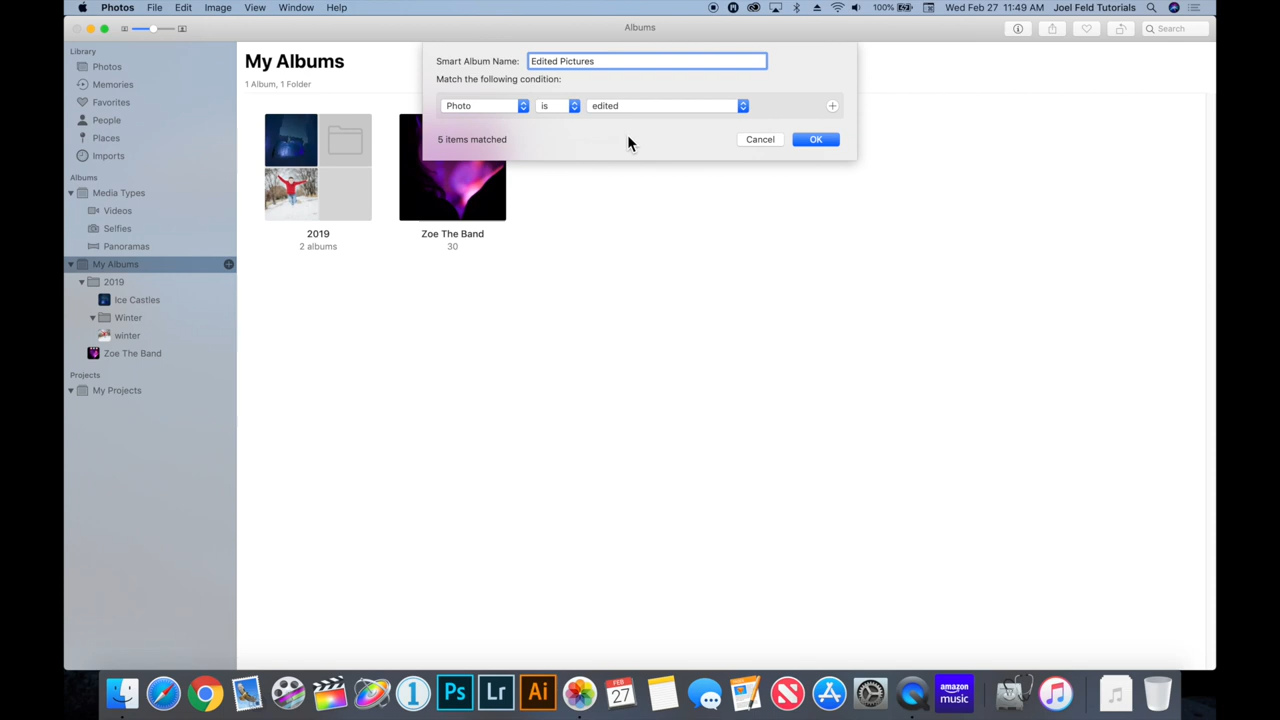 Photos File Edit Image View Window Help 100% Wed Feb 27 11:49 AM Joel Feld Tutorials
Albums
Search
Library
Photos
Memories
Favorites
People
Places
Imports
Albums
Media Types
Videos
Selfies
Panoramas
My Albums
2019
Ice Castles
Winter
winter
Zoe The Band
Projects
My Projects
My Albums
1 Album, 1 Folder
Smart Album Name: Edited Pictures
Match the following condition:
Photo is edited
5 items matched
Cancel OK
2019
2 albums
Zoe The Band
30
1
Ps
Lr
Ai
FEB
27
amazon
music